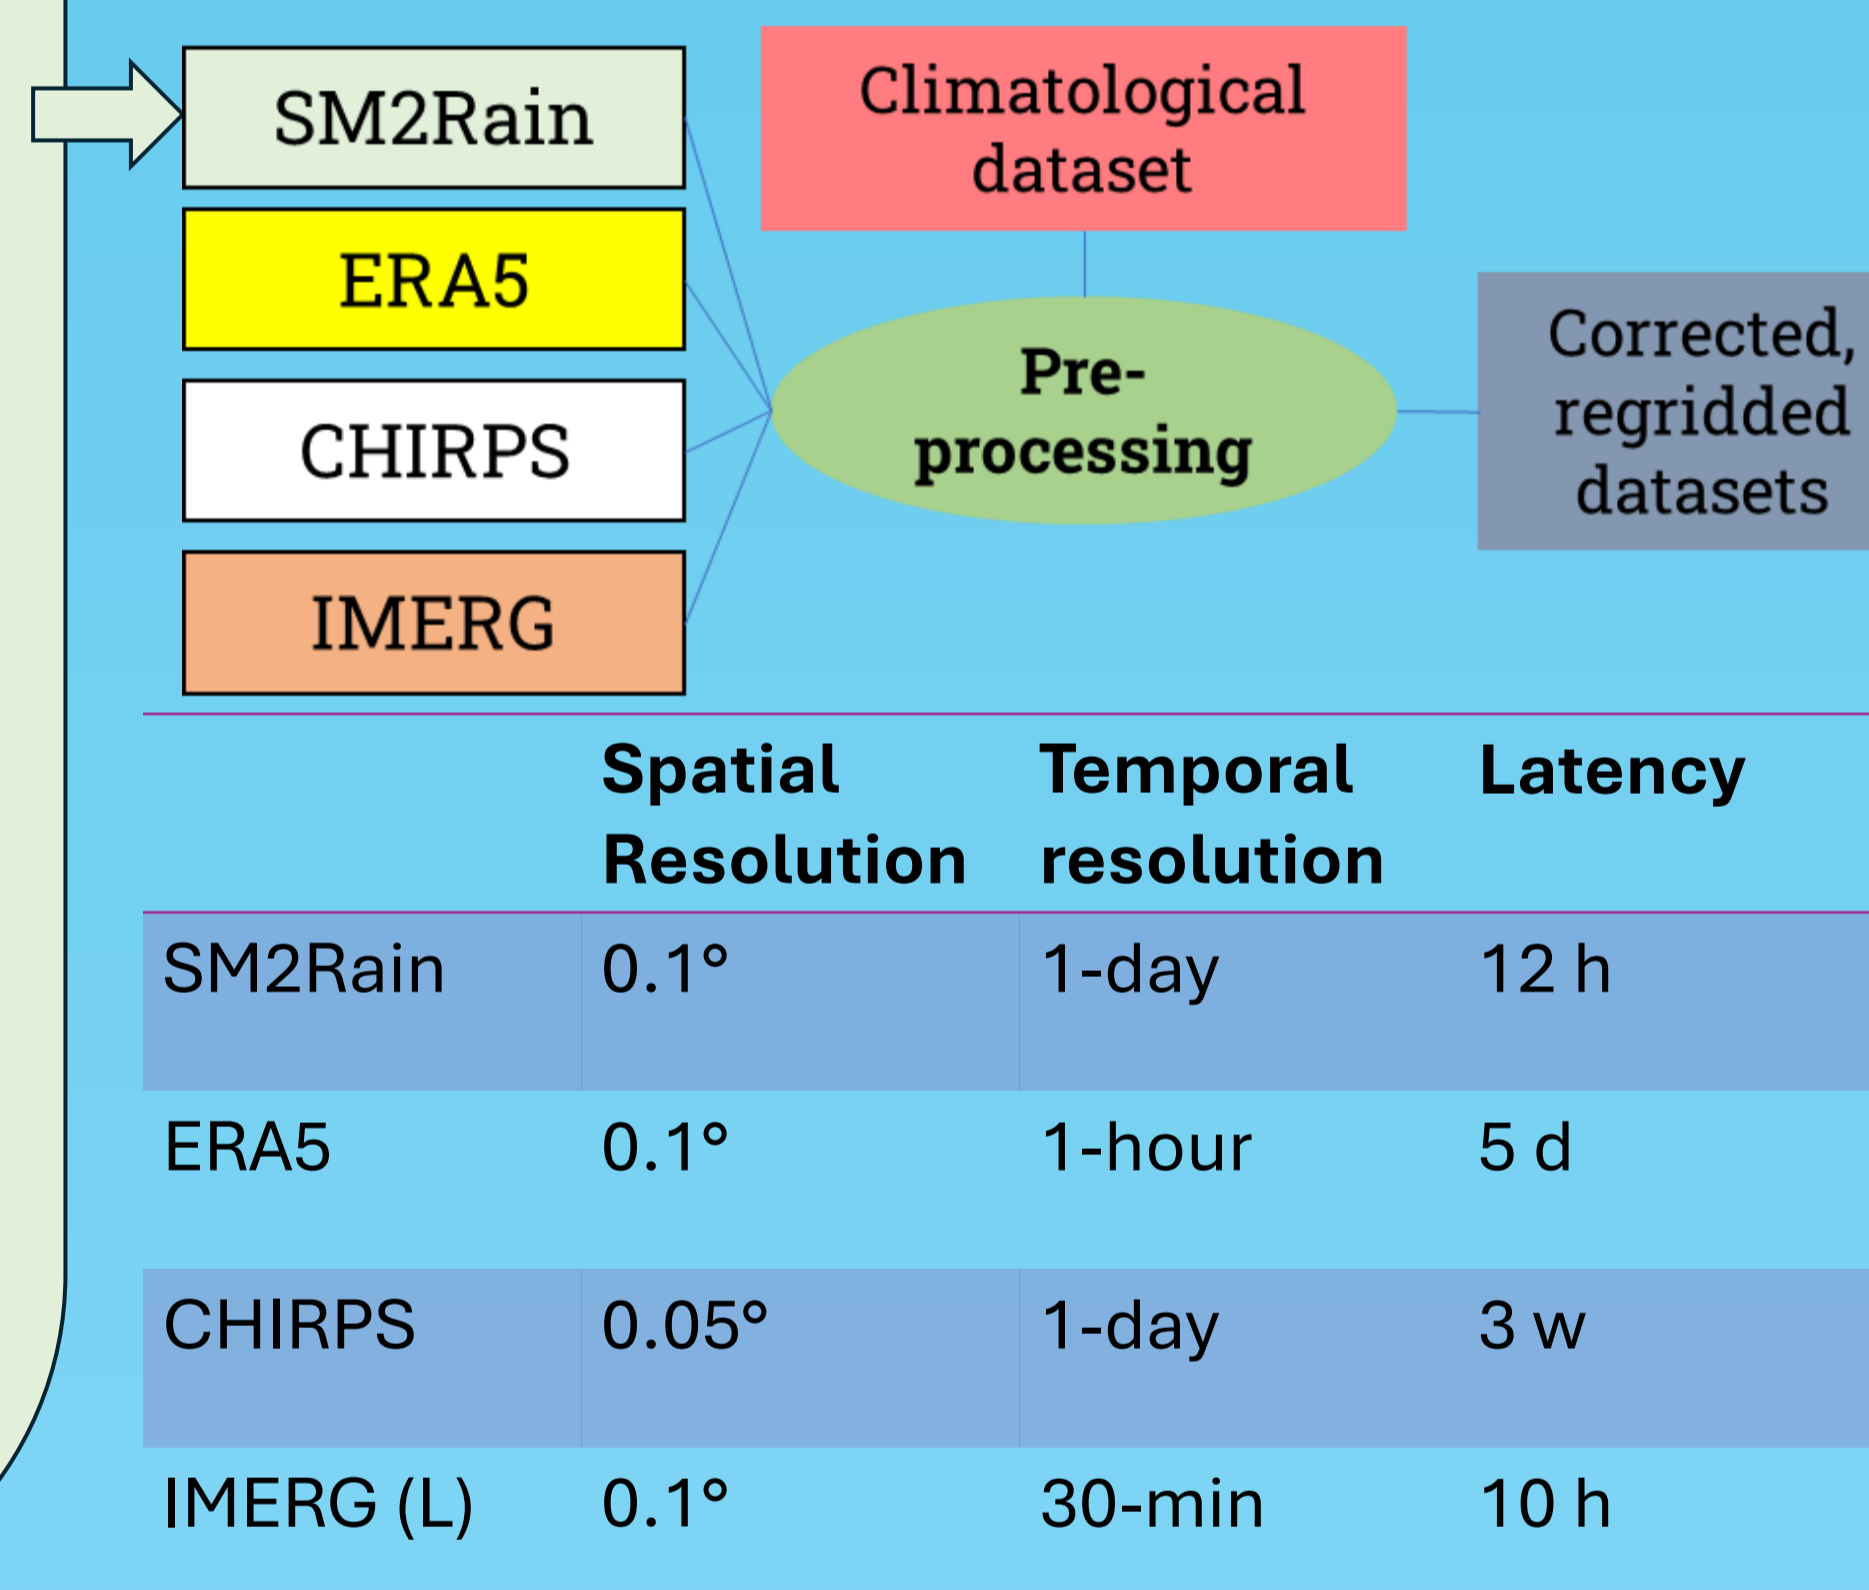 SM2Rain
ERA5
CHIRPS
IMERG
Climatological
dataset
Pre-
processing
Corrected,
regridded
datasets
Spatial Resolution	Temporal resolution	Latency
SM2Rain	0.1°	1-day	12 h
ERA5	0.1°	1-hour	5 d
CHIRPS	0.05°	1-day	3 w
IMERG (L)	0.1°	30-min	10 h